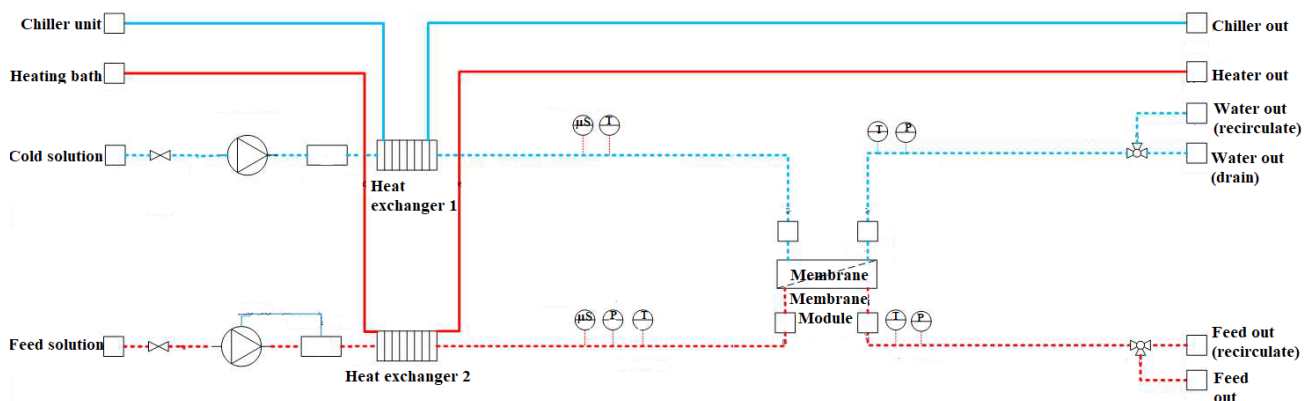 Chiller unit
Chiller out
Heating bath
Heater out
Water out
(recirculate)
µS
T
T
P
Cold solution
Water out
(drain)
Heat
exchanger 1
Membrane
Membrane
Module
µS
P
T
T
P
Feed solution
Feed out
(recirculate)
Heat exchanger 2
Feed
out